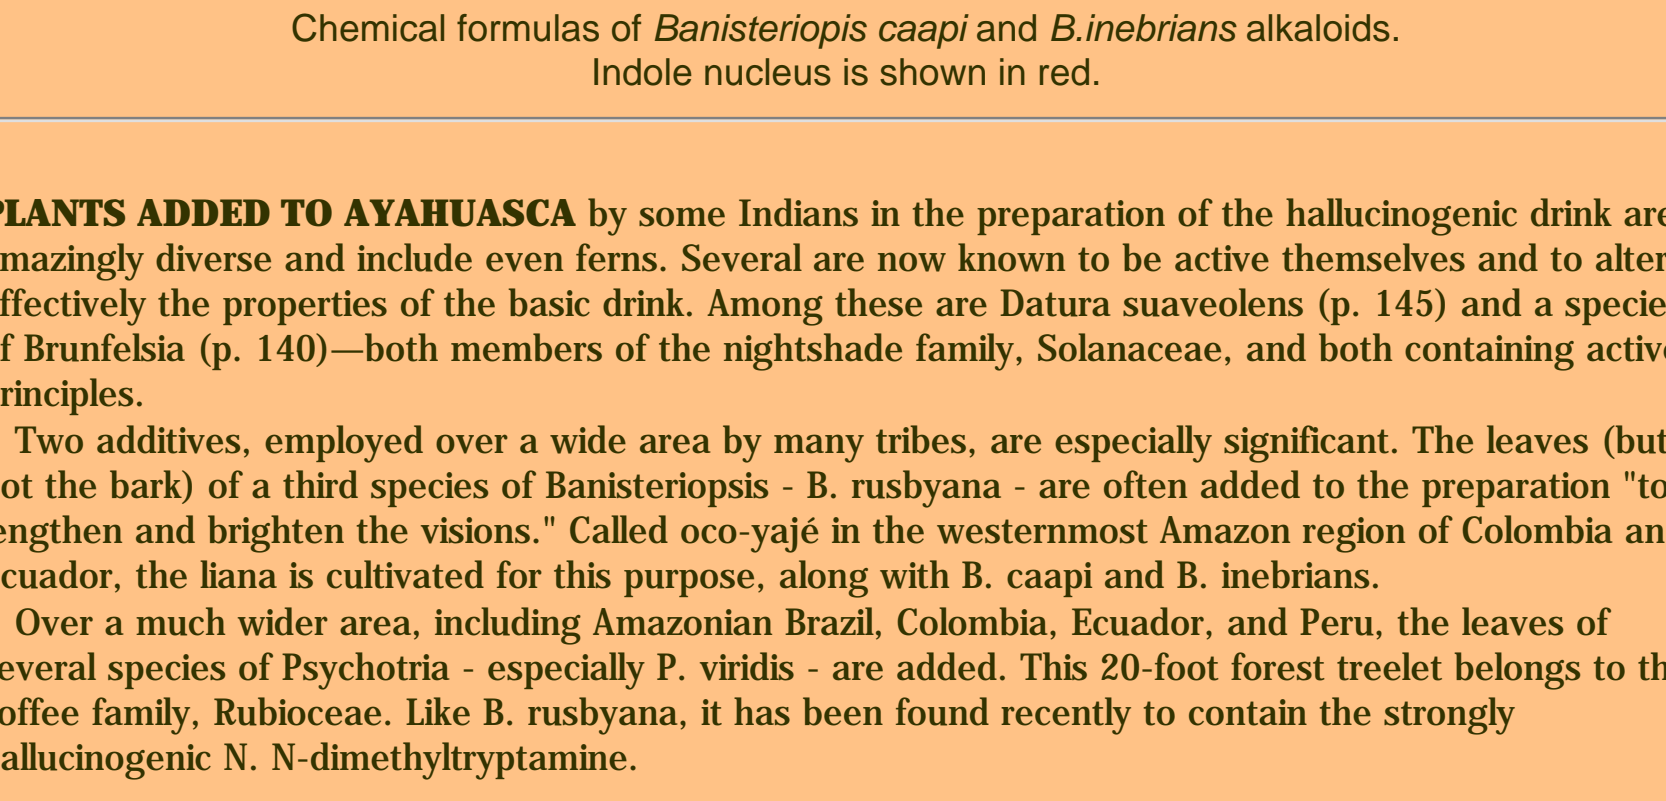 Chemical formulas of Banisteriopis caapi and B.inebrians alkaloids.
Indole nucleus is shown in red.
PLANTS ADDED TO AYAHUASCA by some Indians in the preparation of the hallucinogenic drink are
mazingly diverse and include even ferns. Several are now known to be active themselves and to alter
ffectively the properties of the basic drink. Among these are Datura suaveolens (p. 145) and a specie
f Brunfelsia (p. 140)—both members of the nightshade family, Solanaceae, and both containing active
rinciples.
Two additives, employed over a wide area by many tribes, are especially significant. The leaves (but
ot the bark) of a third species of Banisteriopsis - B. rusbyana - are often added to the preparation "to
engthen and brighten the visions." Called oco-yajé in the westernmost Amazon region of Colombia an
cuador, the liana is cultivated for this purpose, along with B. caapi and B. inebrians.
Over a much wider area, including Amazonian Brazil, Colombia, Ecuador, and Peru, the leaves of
everal species of Psychotria - especially P. viridis - are added. This 20-foot forest treelet belongs to th
offee family, Rubioceae. Like B. rusbyana, it has been found recently to contain the strongly
allucinogenic N. N-dimethyltryptamine.